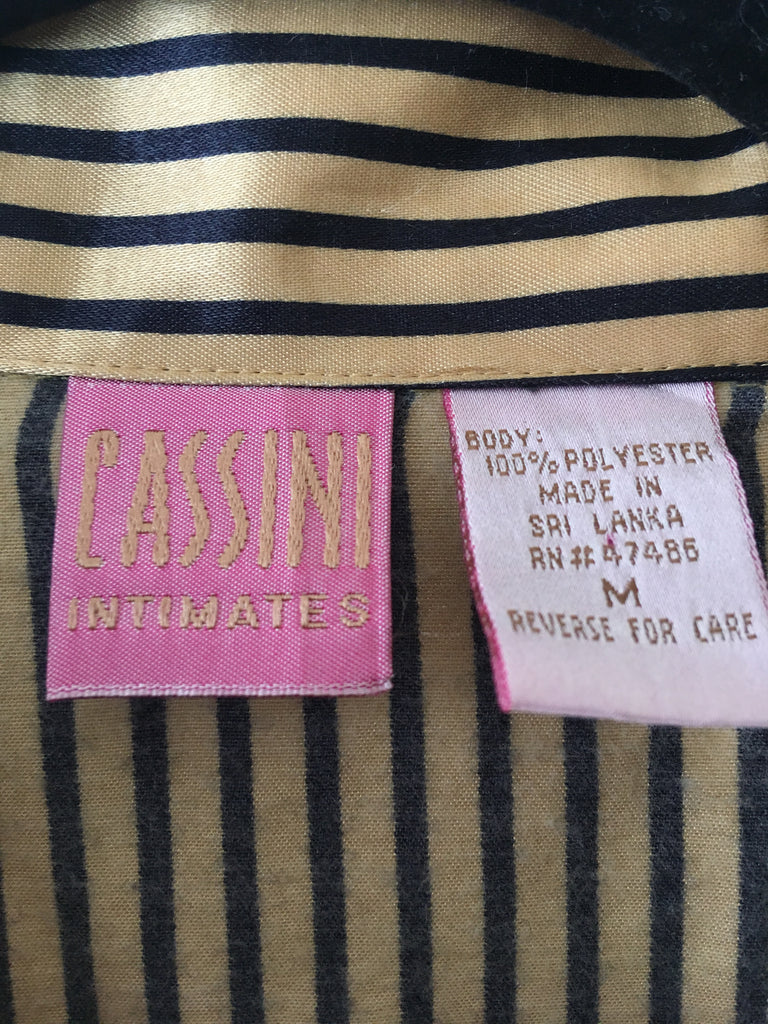 CASSINI
INTIMATES
BODY:
100% POLYESTER
MADE IN
SRI LANKA
RN# 47486
M
REVERSE FOR CARE